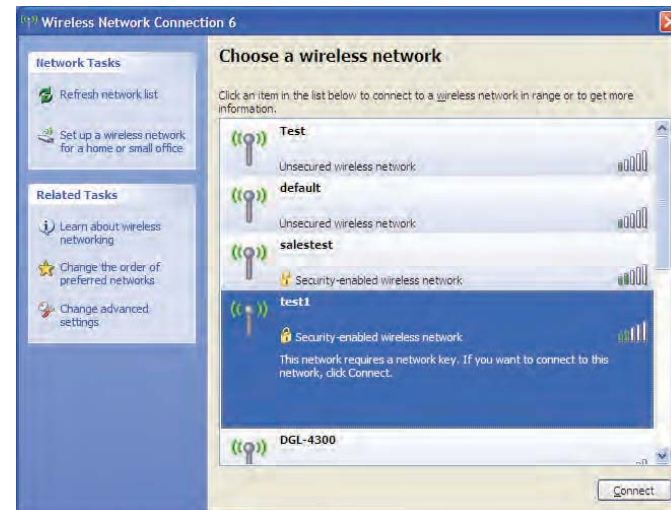 Wireless Network Connection 6
Network Tasks
Refresh network list
Set up a wireless network
for a home or small office
Related Tasks
Learn about wireless
networking
Change the order of
preferred networks
Change advanced
settings
Choose a wireless network
Click an item in the list below to connect to a wireless network in range or to get more
information.
Test
Unsecured wireless network
default
Unsecured wireless network
salestest
Security-enabled wireless network
test1
Security-enabled wireless network
This network requires a network key. If you want to connect to this
network, click Connect.
DGL-4300
Connect